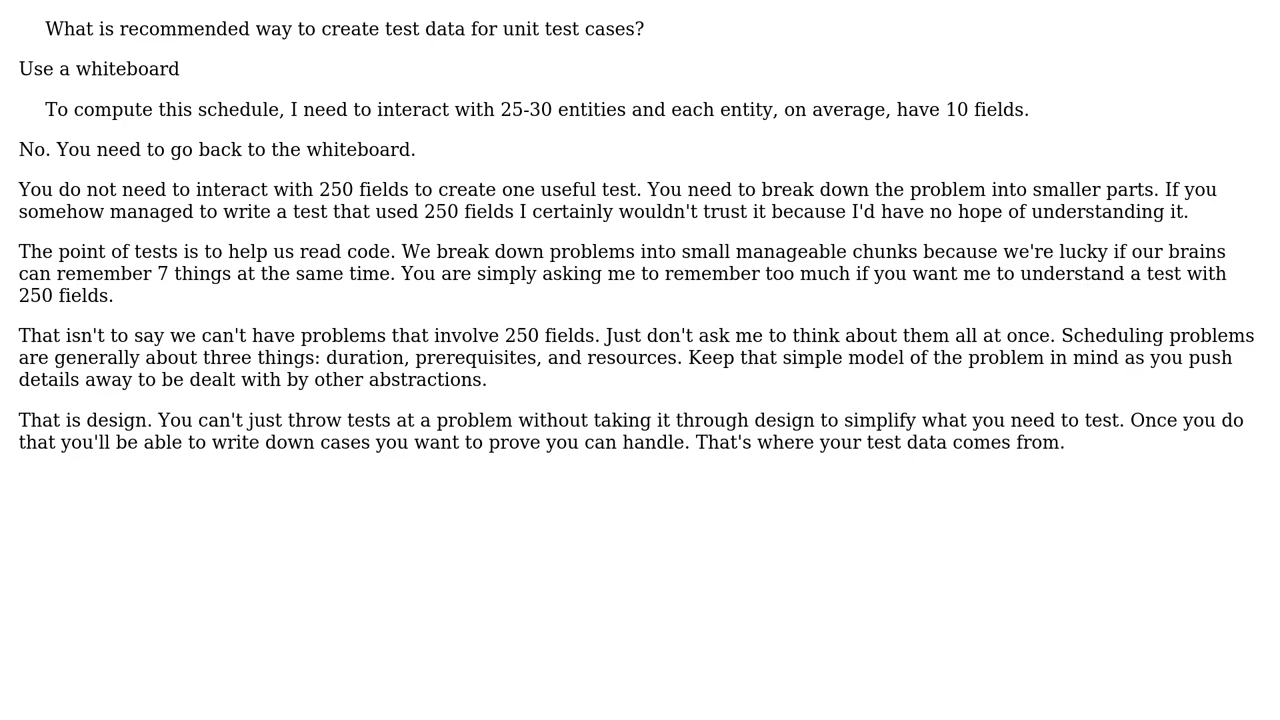 What is recommended way to create test data for unit test cases?
Use a whiteboard
To compute this schedule, I need to interact with 25-30 entities and each entity, on average, have 10 fields.
No. You need to go back to the whiteboard.
You do not need to interact with 250 fields to create one useful test. You need to break down the problem into smaller parts. If you
somehow managed to write a test that used 250 fields I certainly wouldn't trust it because I'd have no hope of understanding it.
The point of tests is to help us read code. We break down problems into small manageable chunks because we're lucky if our brains
can remember 7 things at the same time. You are simply asking me to remember too much if you want me to understand a test with
250 fields.
That isn't to say we can't have problems that involve 250 fields. Just don't ask me to think about them all at once. Scheduling problems
are generally about three things: duration, prerequisites, and resources. Keep that simple model of the problem in mind as you push
details away to be dealt with by other abstractions.
That is design. You can't just throw tests at a problem without taking it through design to simplify what you need to test. Once you do
that you'll be able to write down cases you want to prove you can handle. That's where your test data comes from.